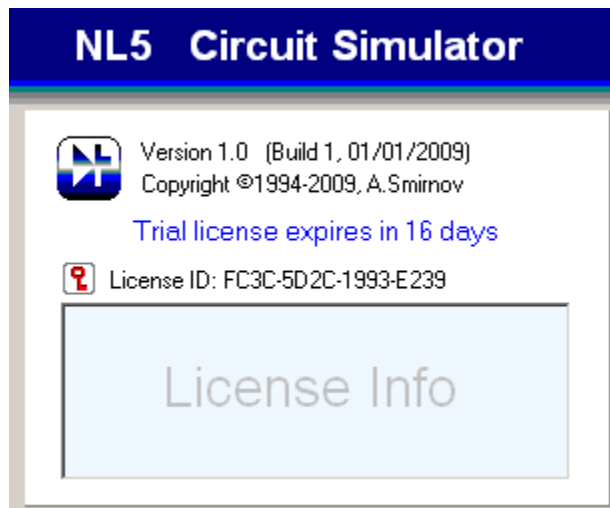 NL5 Circuit Simulator
Version 1.0 (Build 1, 01/01/2009)
Copyright ©1994-2009, A.Smirnov
Trial license expires in 16 days
License ID: FC3C-5D2C-1993-E239
License Info